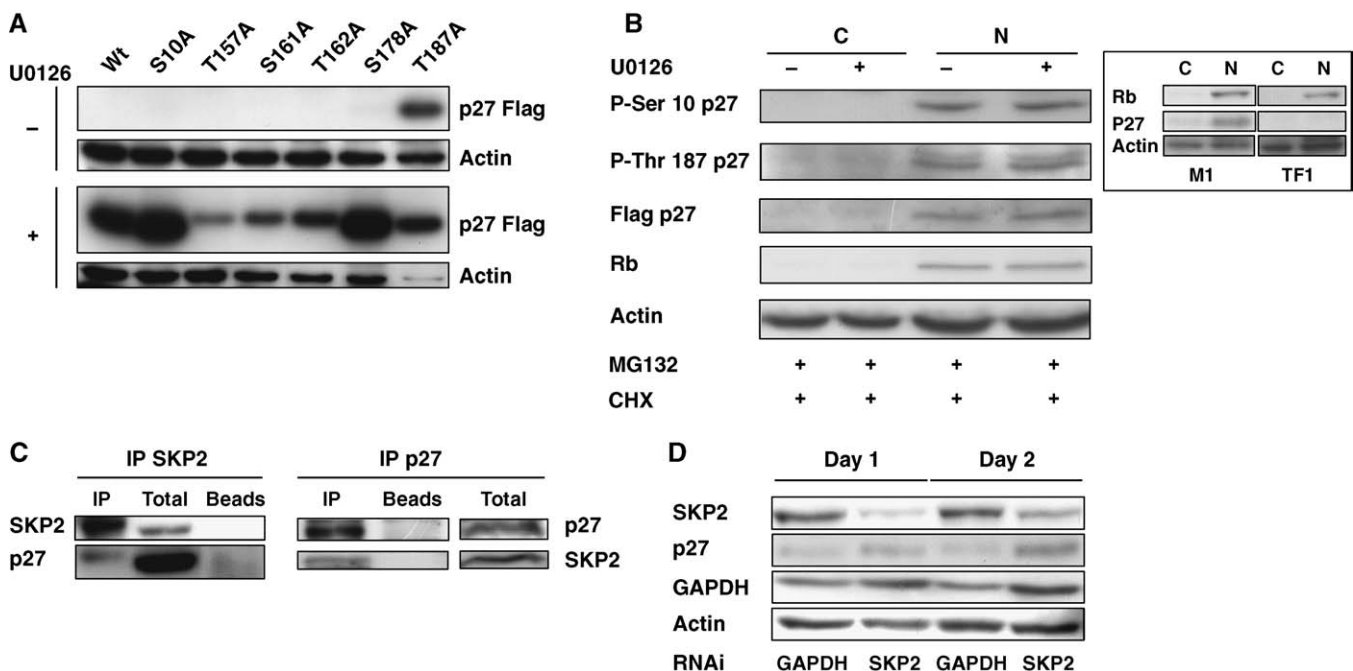 A
U0126
Wt S10A T157A S161A T162A S178A T187A
–
p27 Flag
Actin
+
p27 Flag
Actin
B
C N
U0126 – + – +
P-Ser 10 p27
P-Thr 187 p27
Flag p27
Rb
Actin
MG132 + + + +
CHX + + + +
C N C N
Rb
P27
Actin
M1 TF1
C
IP SKP2
IP Total Beads
SKP2
p27
IP p27
IP Beads Total
p27
SKP2
D
Day 1 Day 2
SKP2
p27
GAPDH
Actin
RNAi GAPDH SKP2 GAPDH SKP2